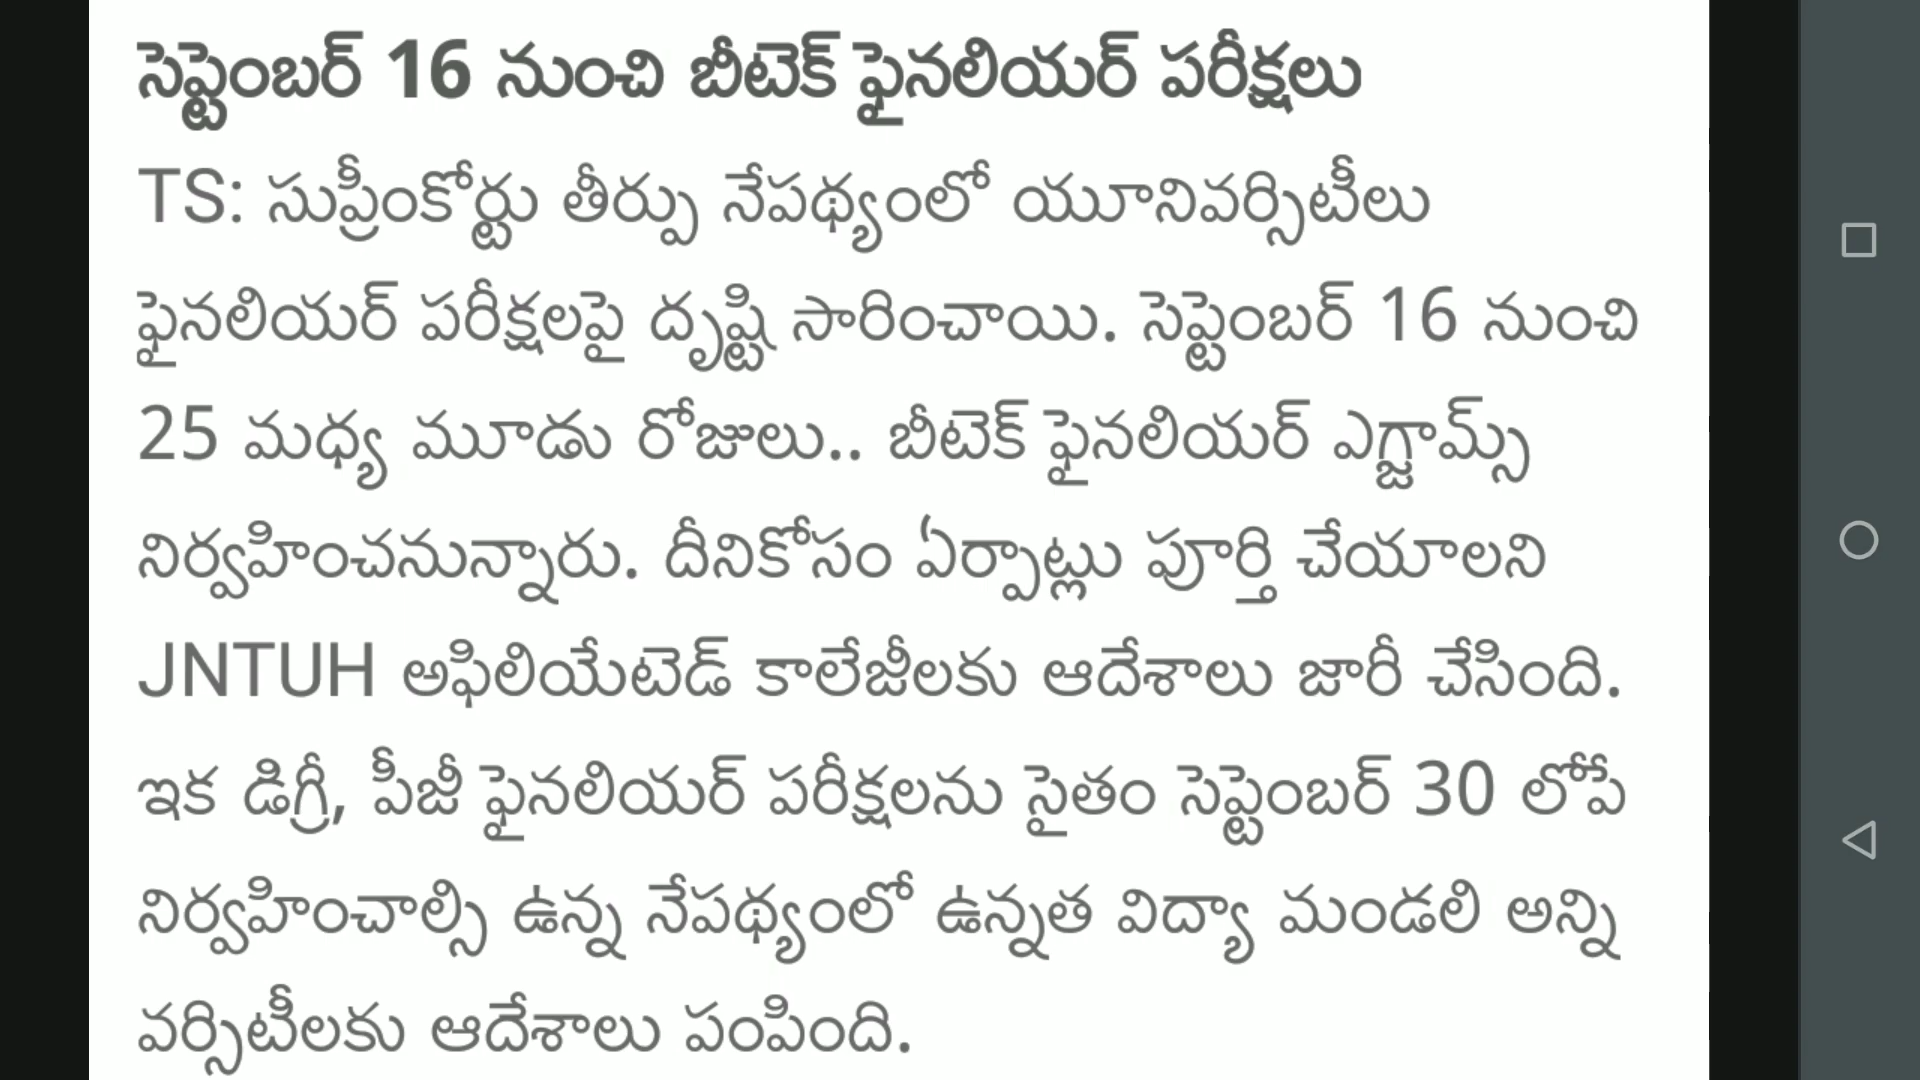 సెప్టెంబర్ 16 నుంచి బీటెక్ ఫైనలియర్ పరీక్షలు
TS: సుప్రీంకోర్టు తీర్పు నేపథ్యంలో యూనివర్సిటీలు
ఫైనలియర్ పరీక్షలపై దృష్టి సారించాయి. సెప్టెంబర్ 16 నుంచి
25 మధ్య మూడు రోజులు.. బీటెక్ ఫైనలియర్ ఎగ్జామ్స్
నిర్వహించనున్నారు. దీనికోసం ఏర్పాట్లు పూర్తి చేయాలని
JNTUH అఫిలియేటెడ్ కాలేజీలకు ఆదేశాలు జారీ చేసింది.
ఇక డిగ్రీ, పీజీ ఫైనలియర్ పరీక్షలను సైతం సెప్టెంబర్ 30 లోపే
నిర్వహించాల్సి ఉన్న నేపథ్యంలో ఉన్నత విద్యా మండలి అన్ని
వర్సిటీలకు ఆదేశాలు పంపింది.